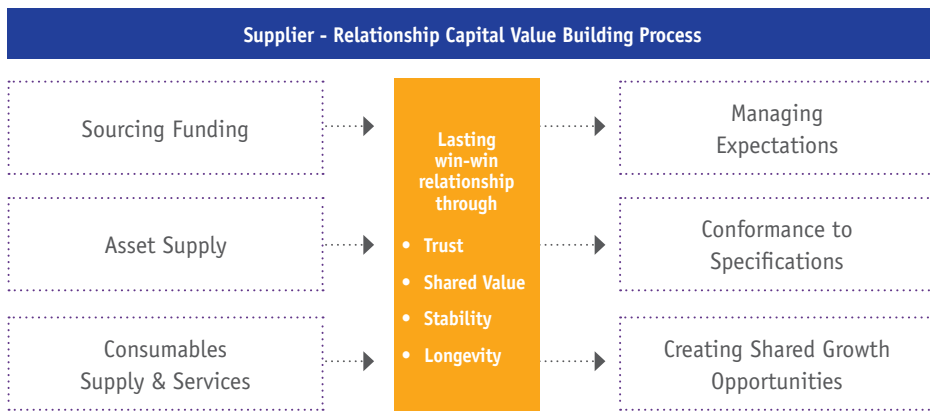 Supplier - Relationship Capital Value Building Process
Sourcing Funding
Asset Supply
Consumables
Supply & Services
Lasting
win-win
relationship
through
• Trust
• Shared Value
• Stability
• Longevity
Managing
Expectations
Conformance to
Specifications
Creating Shared Growth
Opportunities